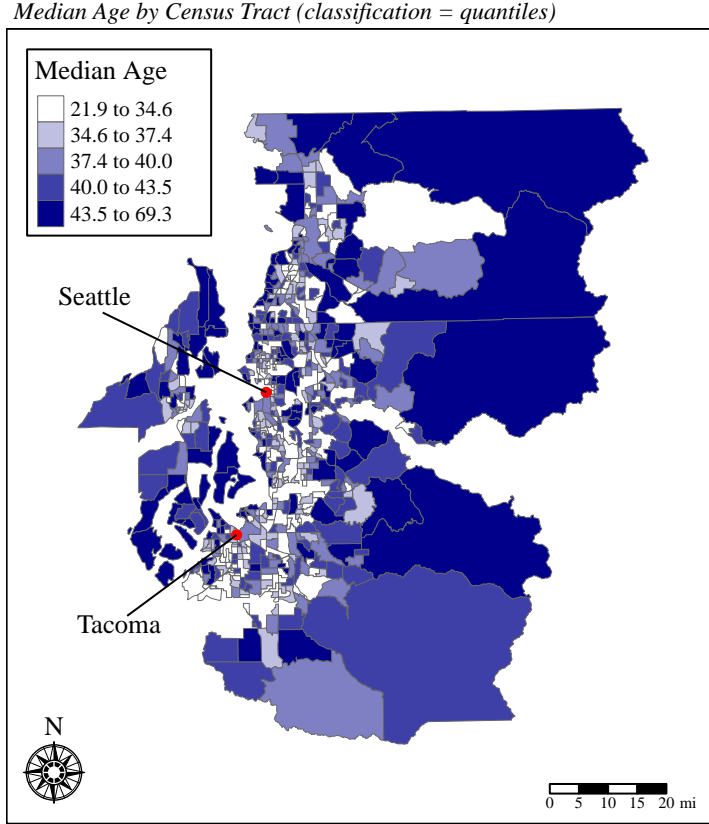 Median Age by Census Tract (classification = quantiles)
Median Age
21.9 to 34.6
34.6 to 37.4
37.4 to 40.0
40.0 to 43.5
43.5 to 69.3
Seattle
Tacoma
N
0 5 10 15 20 mi